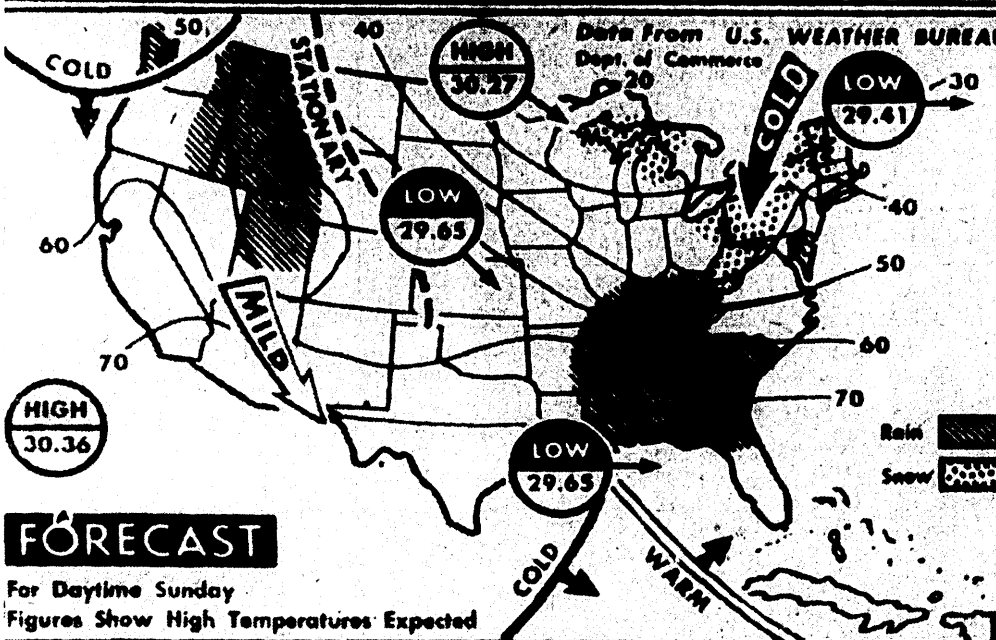 50
COLD
STATIONARY
40
HIGH
30.27
Data From U.S. WEATHER BUREAU
Dept. of Commerce
20
COLD
LOW
29.41
30
LOW
29.65
40
60
50
MILD
70
60
70
HIGH
30.36
Rain
LOW
29.65
Snow
FORECAST
COLD
WARM
For Daytime Sunday
Figures Show High Temperatures Expected